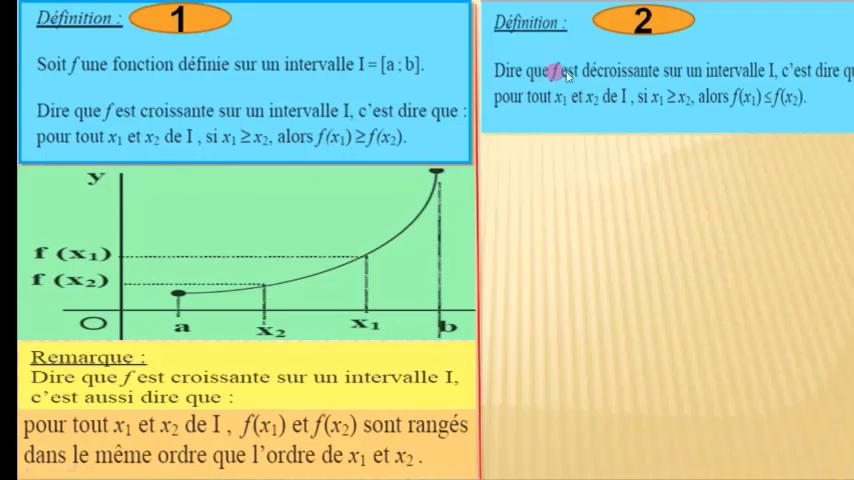 Définition :
1
Soit f une fonction définie sur un intervalle I = [a ; b].
Dire que f est croissante sur un intervalle I, c'est dire que :
pour tout x₁ et x₂ de I , si x₁ ≥ x₂, alors f(x₁) ≥ f(x₂).
y
f (x₁)
f (x₂)
O
a
x₂
x₁
b
Remarque :
Dire que f est croissante sur un intervalle I,
c'est aussi dire que :
pour tout x₁ et x₂ de I , f(x₁) et f(x₂) sont rangés
dans le même ordre que l'ordre de x₁ et x₂ .
Définition :
2
Dire que f est décroissante sur un intervalle I, c'est dire qu
pour tout x₁ et x₂ de I , si x₁ ≥ x₂, alors f(x₁) ≤ f(x₂).